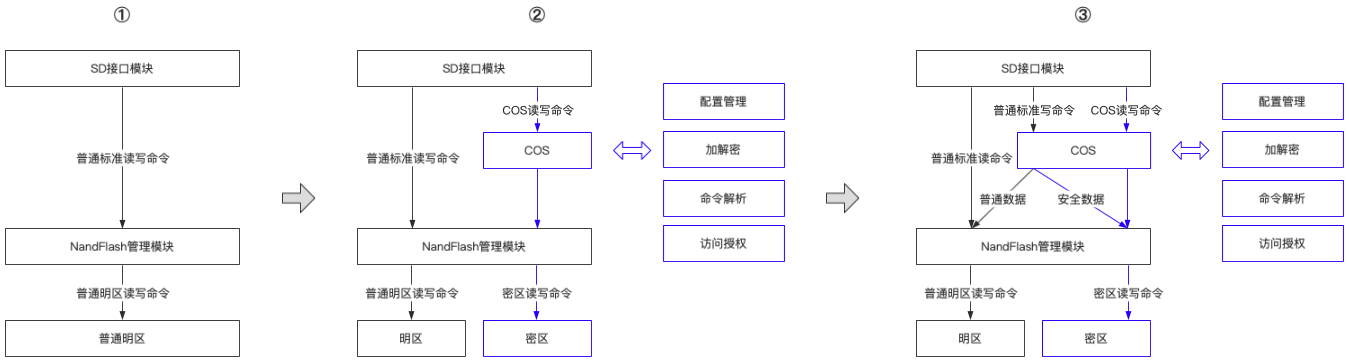 ①
SD接口模块
普通标准读写命令
NandFlash管理模块
普通明区读写命令
普通明区
②
SD接口模块
COS读写命令
COS
普通标准读写命令
NandFlash管理模块
普通明区读写命令
密区读写命令
明区
密区
配置管理
加解密
命令解析
访问授权
③
SD接口模块
普通标准写命令
COS读写命令
COS
普通标准读命令
普通数据
安全数据
NandFlash管理模块
普通明区读写命令
密区读写命令
明区
密区
配置管理
加解密
命令解析
访问授权